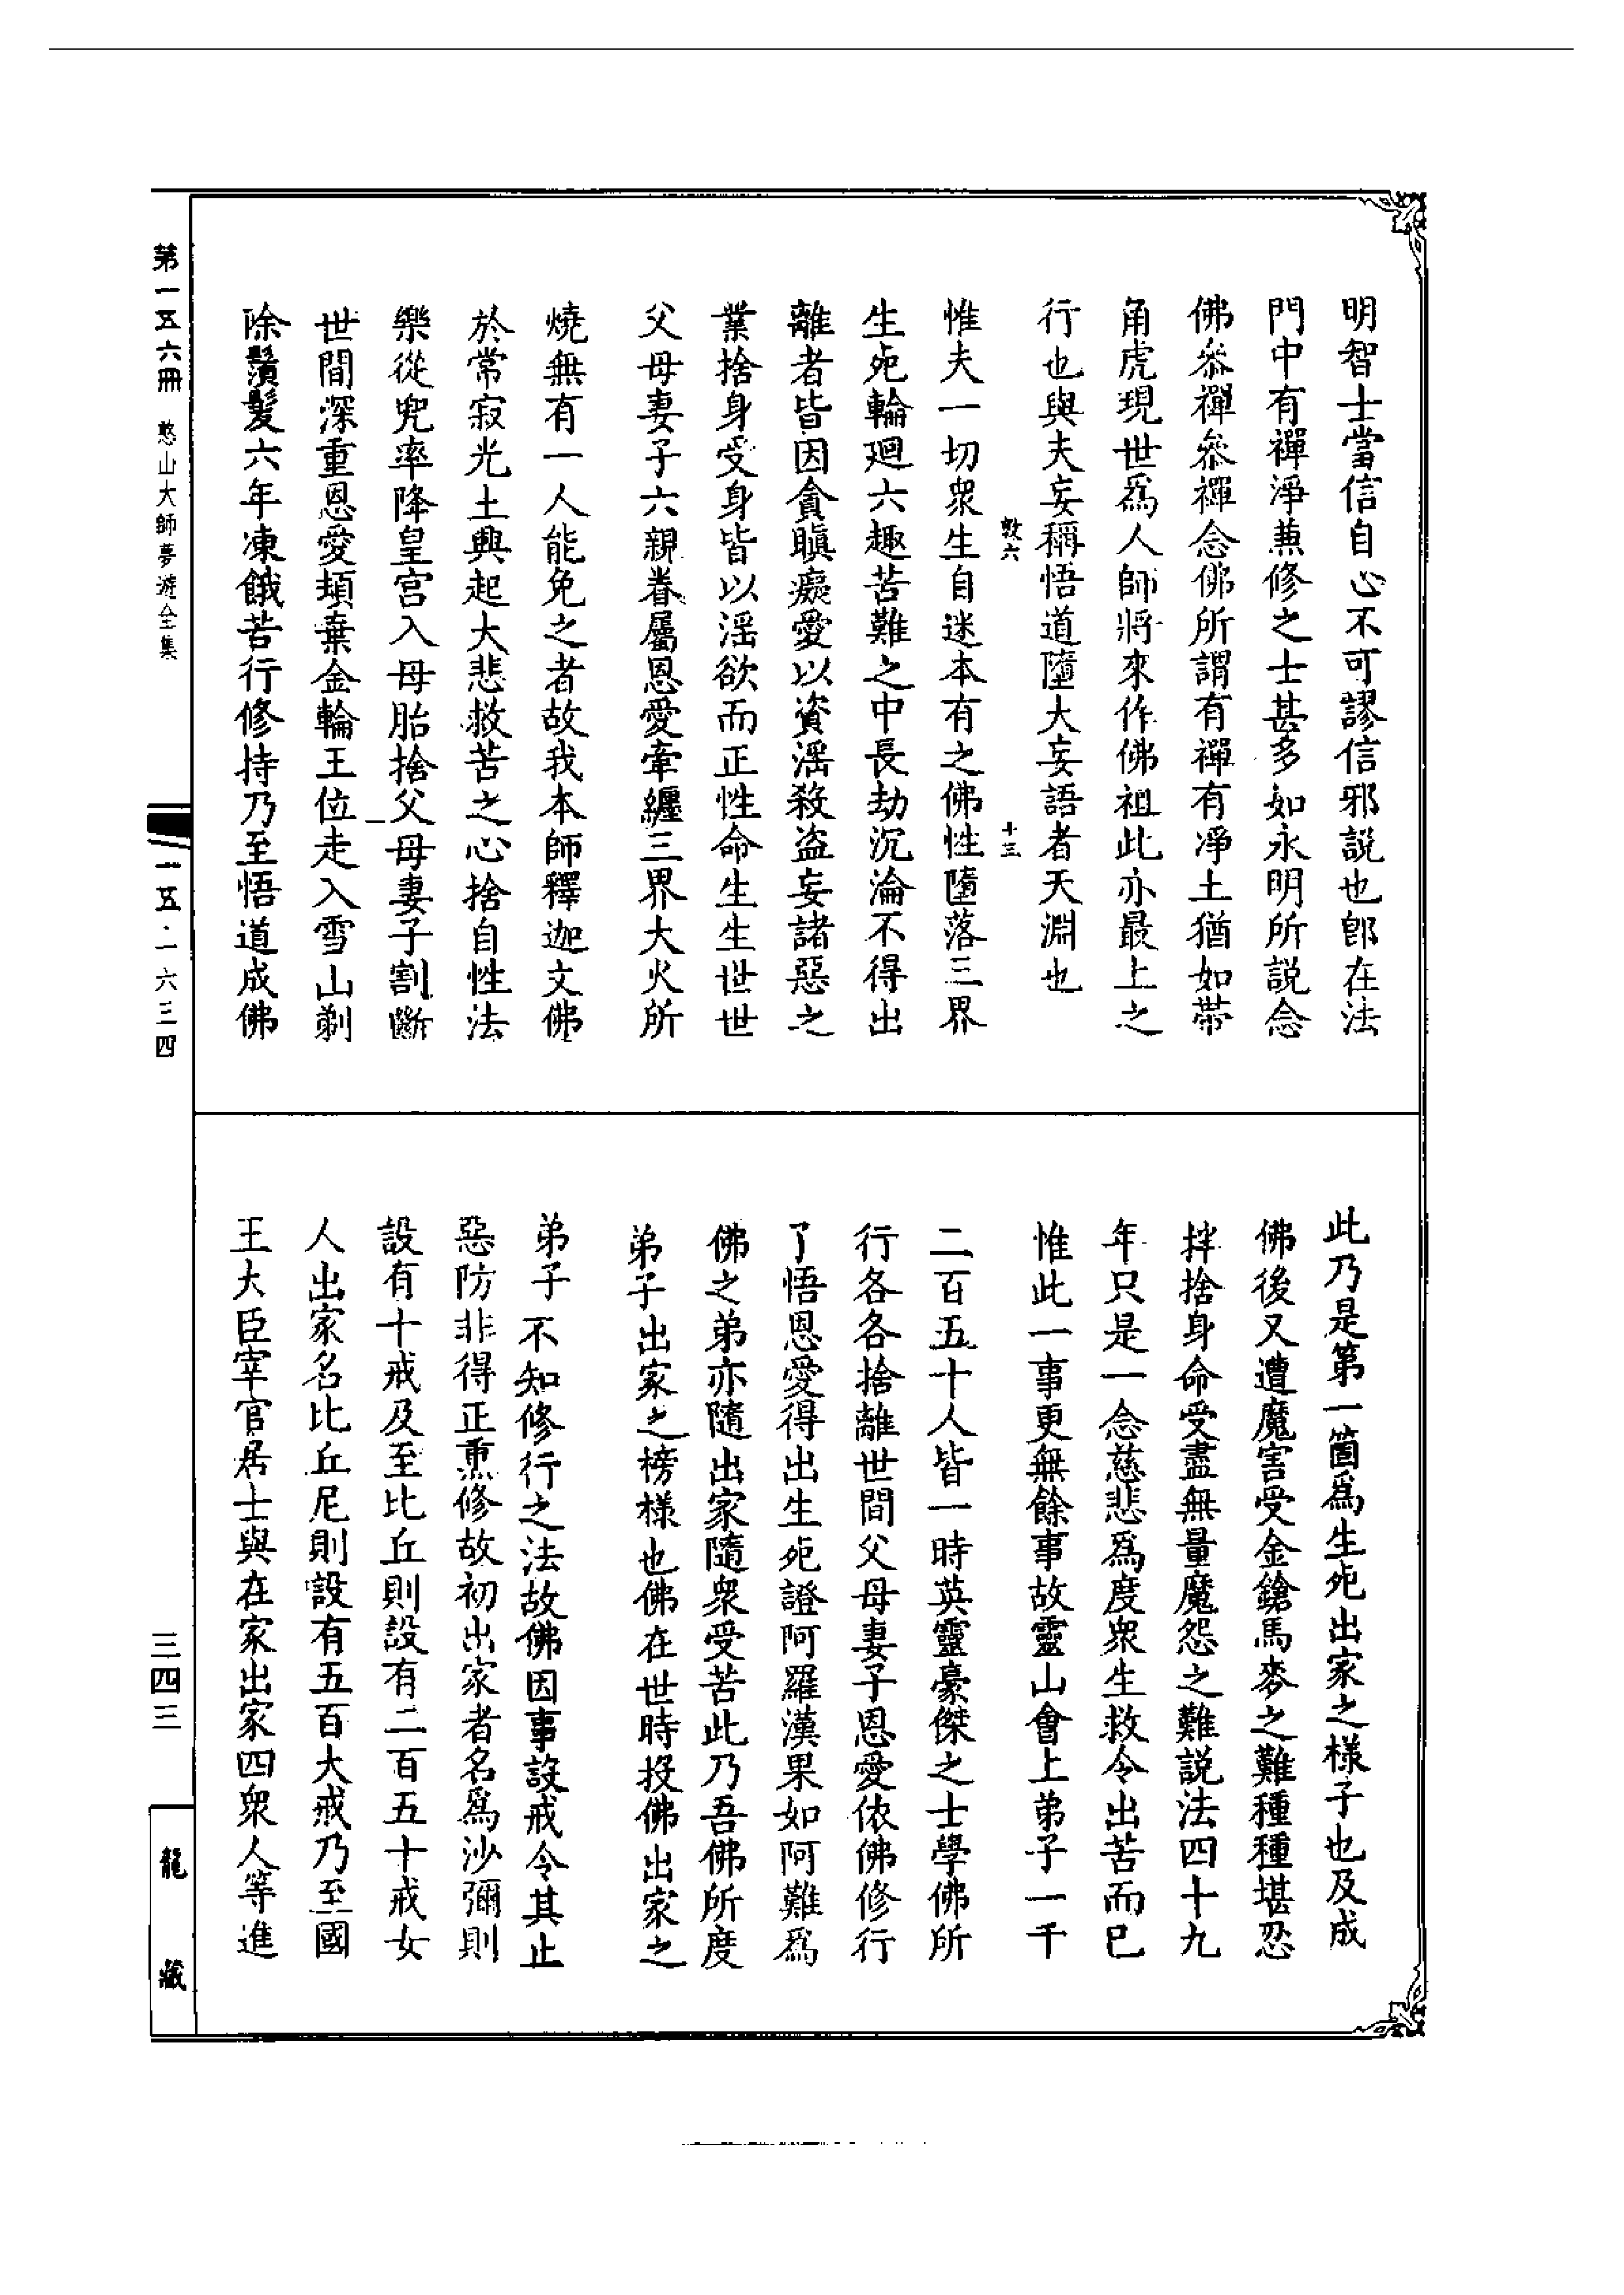 明智士當信自心不可謬信邪説也郎在法
門中有禪淨兼修之士甚多如永明所説念
佛叅禪叅禪念佛所謂有禪有凈土猶如帶
角虎現世爲人師將來作佛祖此亦最上之
行也與夫妄稱悟道墮大妄語者天淵也
敦六
十三
惟夫一切衆生自迷本有之佛性墮落三界
生死輪廻六趣苦難之中長劫沉淪不得出
離者皆因貪瞋癡愛以資滛殺盗妄諸惡之
業捨身受身皆以滛欲而正性命生生世世
父母妻子六親眷屬恩愛牽纏三界大火所
燒無有一人能免之者故我本師釋迦文佛
於常寂光土興起大悲救苦之心捨自性法
樂從兜率降皇宫入母胎捨父母妻子割斷
世間深重恩愛頓棄金輪王位走入雪山剃
除鬚髮六年凍餓苦行修持乃至悟道成佛
此乃是第一箇爲生死出家之様子也及成
佛後又遭魔害受金鎗馬麥之難種種堪忍
拌捨身命受盡無量魔怨之難説法四十九
年只是一念慈悲爲度衆生救令出苦而已
惟此一事更無餘事故靈山會上弟子一千
二百五十人皆一時英靈豪傑之士學佛所
行各各捨離世間父母妻子恩愛依佛修行
了悟恩愛得出生死證阿羅漢果如阿難爲
佛之弟亦隨出家隨衆受苦此乃吾佛所度
弟子出家之榜樣也佛在世時投佛出家之
弟子不知修行之法故佛因事設戒令其止
惡防非得正熏修故初出家者名爲沙彌則
設有十戒及至比丘則設有二百五十戒女
人出家名比丘尼則設有五百大戒乃至國
王大臣宰官居士與在家出家四衆人等進
第一五六冊 憨山大師夢遊全集
一五·一六三四
三四三
龍藏